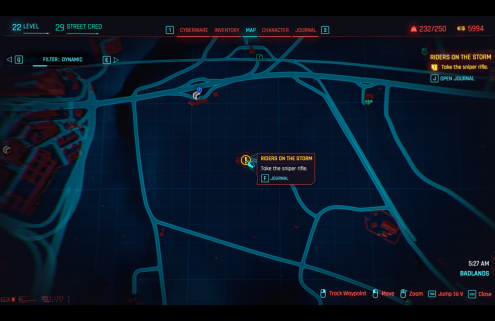 22 LEVEL 29 STREET CRED
1 CYBERWARE INVENTORY MAP CHARACTER JOURNAL 3
232/250 5994
Q FILTER: DYNAMIC E
RIDERS ON THE STORM
Take the sniper rifle.
J OPEN JOURNAL
RIDERS ON THE STORM
Take the sniper rifle.
F JOURNAL
5:27 AM
BADLANDS
Track Waypoint Move Zoom Jump to V Close